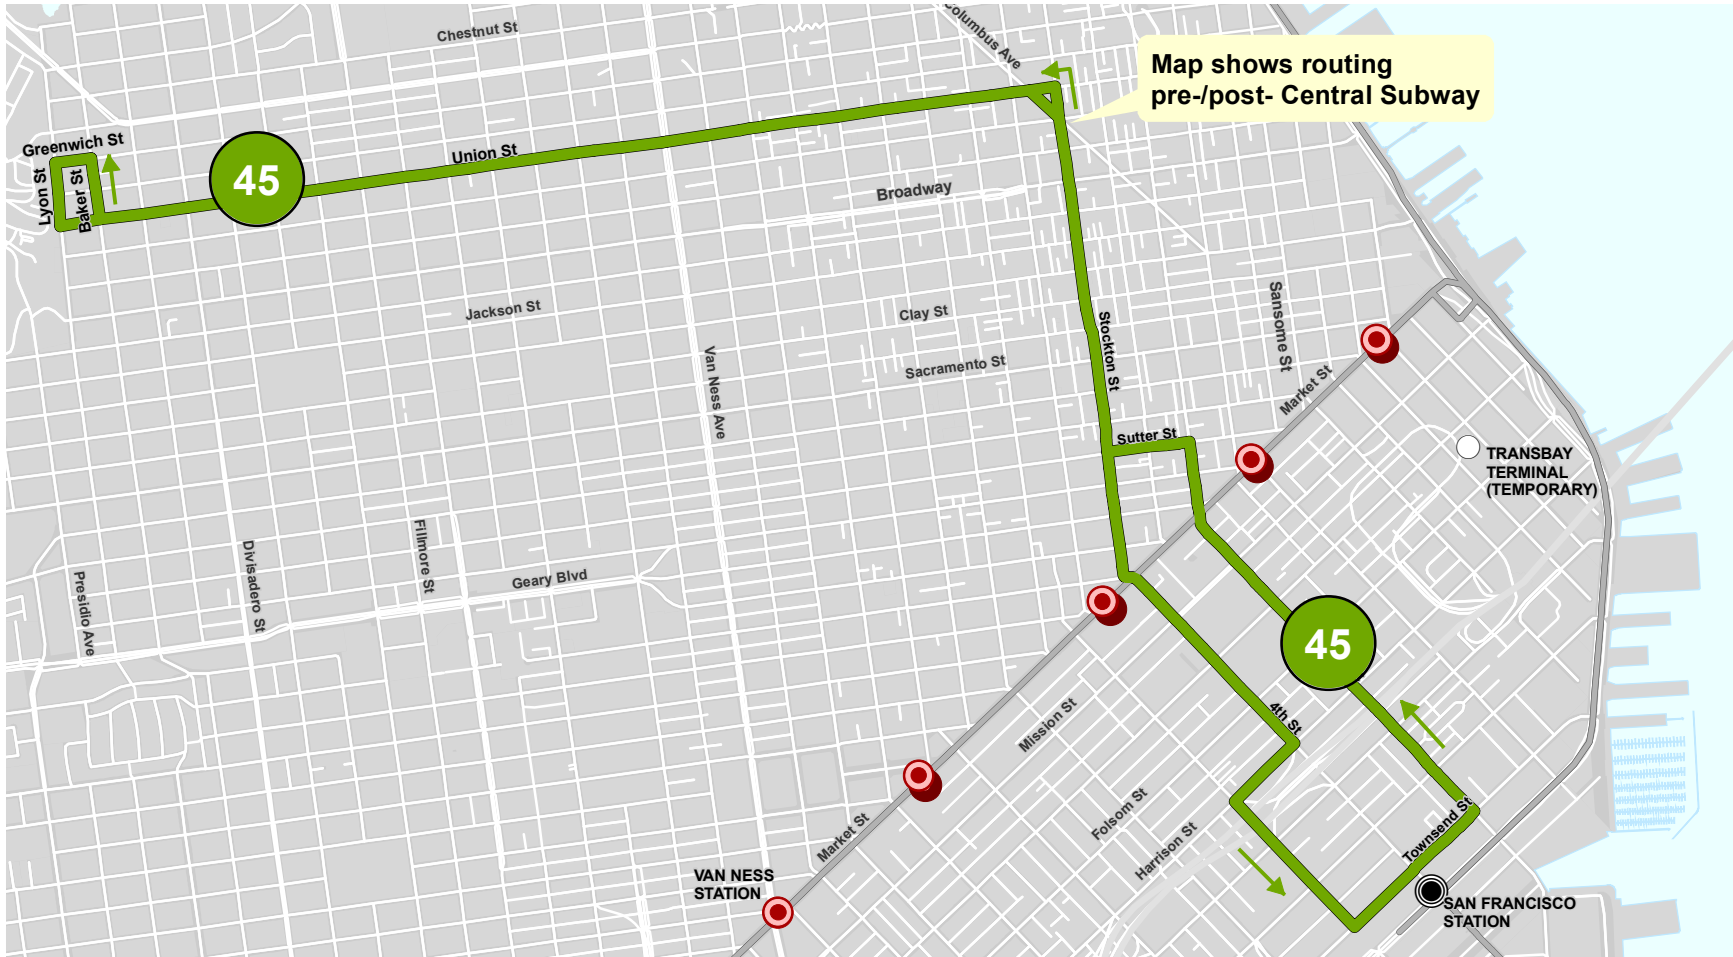 Columbus Ave
Chestnut St
Map shows routing
pre-/post- Central Subway
Greenwich St
Lyon St
Baker St
45
Union St
Broadway
Jackson St
Clay St
Sacramento St
Stockton St
Sansome St
Van Ness Ave
Market St
Sutter St
TRANSBAY
TERMINAL
(TEMPORARY)
Presidio Ave
Divisadero St
Fillmore St
Geary Blvd
45
4th St
Mission St
Folsom St
Harrison St
Townsend St
Market St
VAN NESS
STATION
SAN FRANCISCO
STATION